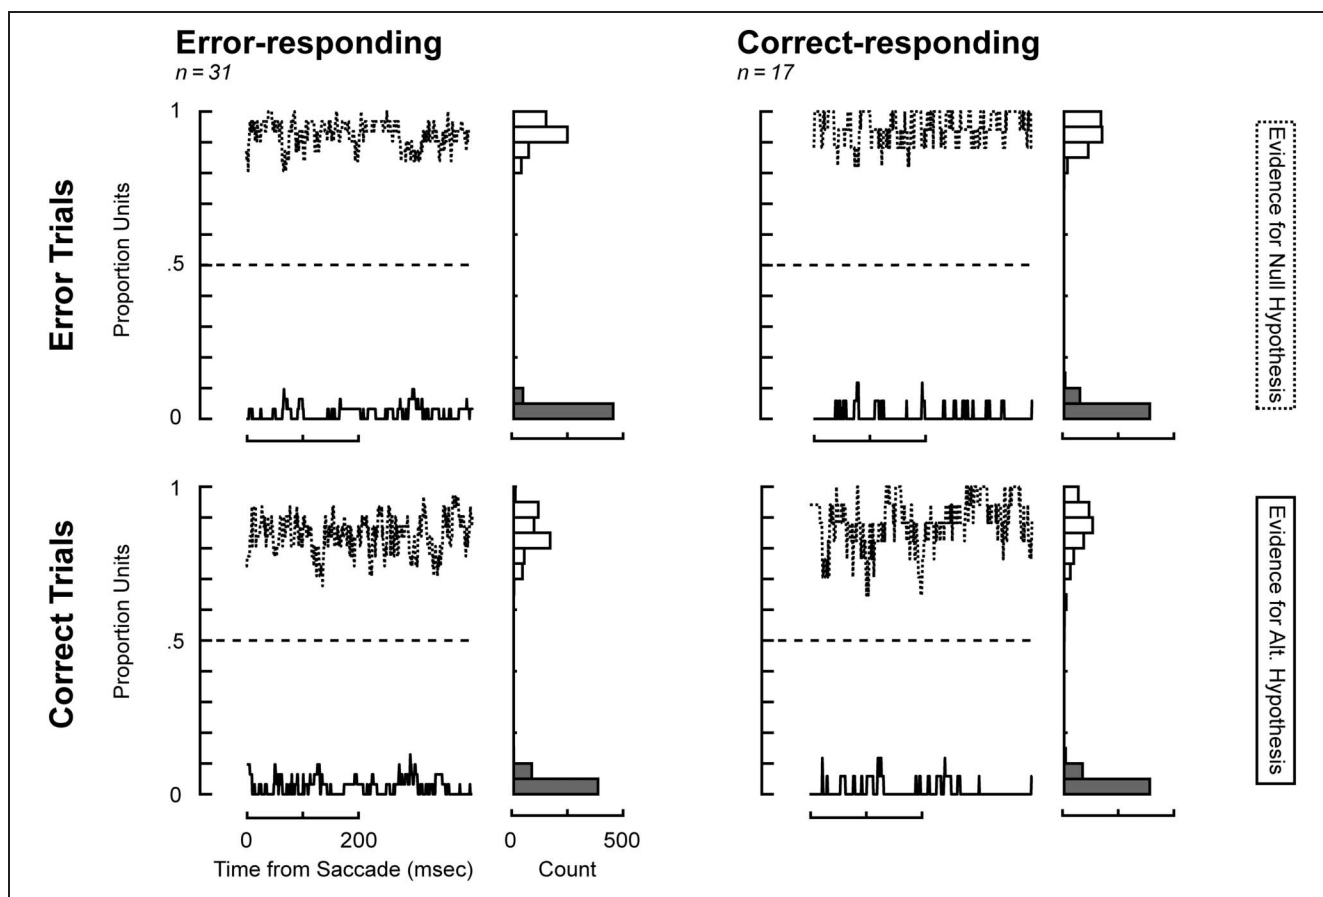 Error-responding
n = 31
Correct-responding
n = 17
Error Trials
Proportion Units
1
.5
0
Evidence for Null Hypothesis
Correct Trials
Proportion Units
1
.5
0
0
200
Time from Saccade (msec)
0
500
Count
Evidence for Alt. Hypothesis